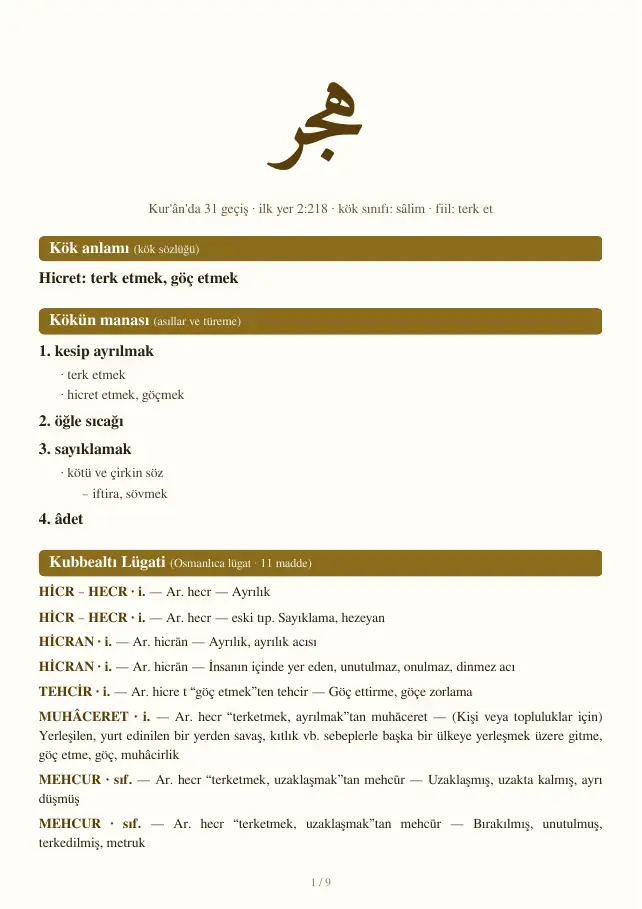 هجر
Kur'ân'da 31 geçiş · ilk yer 2:218 · kök sınıfı: sâlim · fiil: terk et
Kök anlamı (kök sözlüğü)
Hicret: terk etmek, göç etmek
Kökün manası (asıllar ve türeme)
1. kesip ayrılmak
· terk etmek
· hicret etmek, göçmek
2. öğle sıcağı
3. sayıklamak
· kötü ve çirkin söz
– iftira, sövmek
4. âdet
Kubbealtı Lügati (Osmanlıca lügat · 11 madde)
HİCR – HECR · i. — Ar. hecr — Ayrılık
HİCR – HECR · i. — Ar. hecr — eski tıp. Sayıklama, hezeyan
HİCRAN · i. — Ar. hicrān — Ayrılık, ayrılık acısı
HİCRAN · i. — Ar. hicrān — İnsanın içinde yer eden, unutulmaz, onulmaz, dinmez acı
TEHCİR · i. — Ar. hicre t “göç etmek”ten tehcіr — Göç ettirme, göçe zorlama
MUHÂCERET · i. — Ar. hecr “terketmek, ayrılmak”tan muhāceret — (Kişi veya topluluklar için)
Yerleşilen, yurt edinilen bir yerden savaş, kıtlık vb. sebeplerle başka bir ülkeye yerleşmek üzere gitme,
göç etme, göç, muhâcirlik
MEHCUR · sıf. — Ar. hecr “terketmek, uzaklaşmak”tan mehcūr — Uzaklaşmış, uzakta kalmış, ayrı
düşmüş
MEHCUR · sıf. — Ar. hecr “terketmek, uzaklaşmak”tan mehcūr — Bırakılmış, unutulmuş,
terkedilmiş, metruk
1 / 9